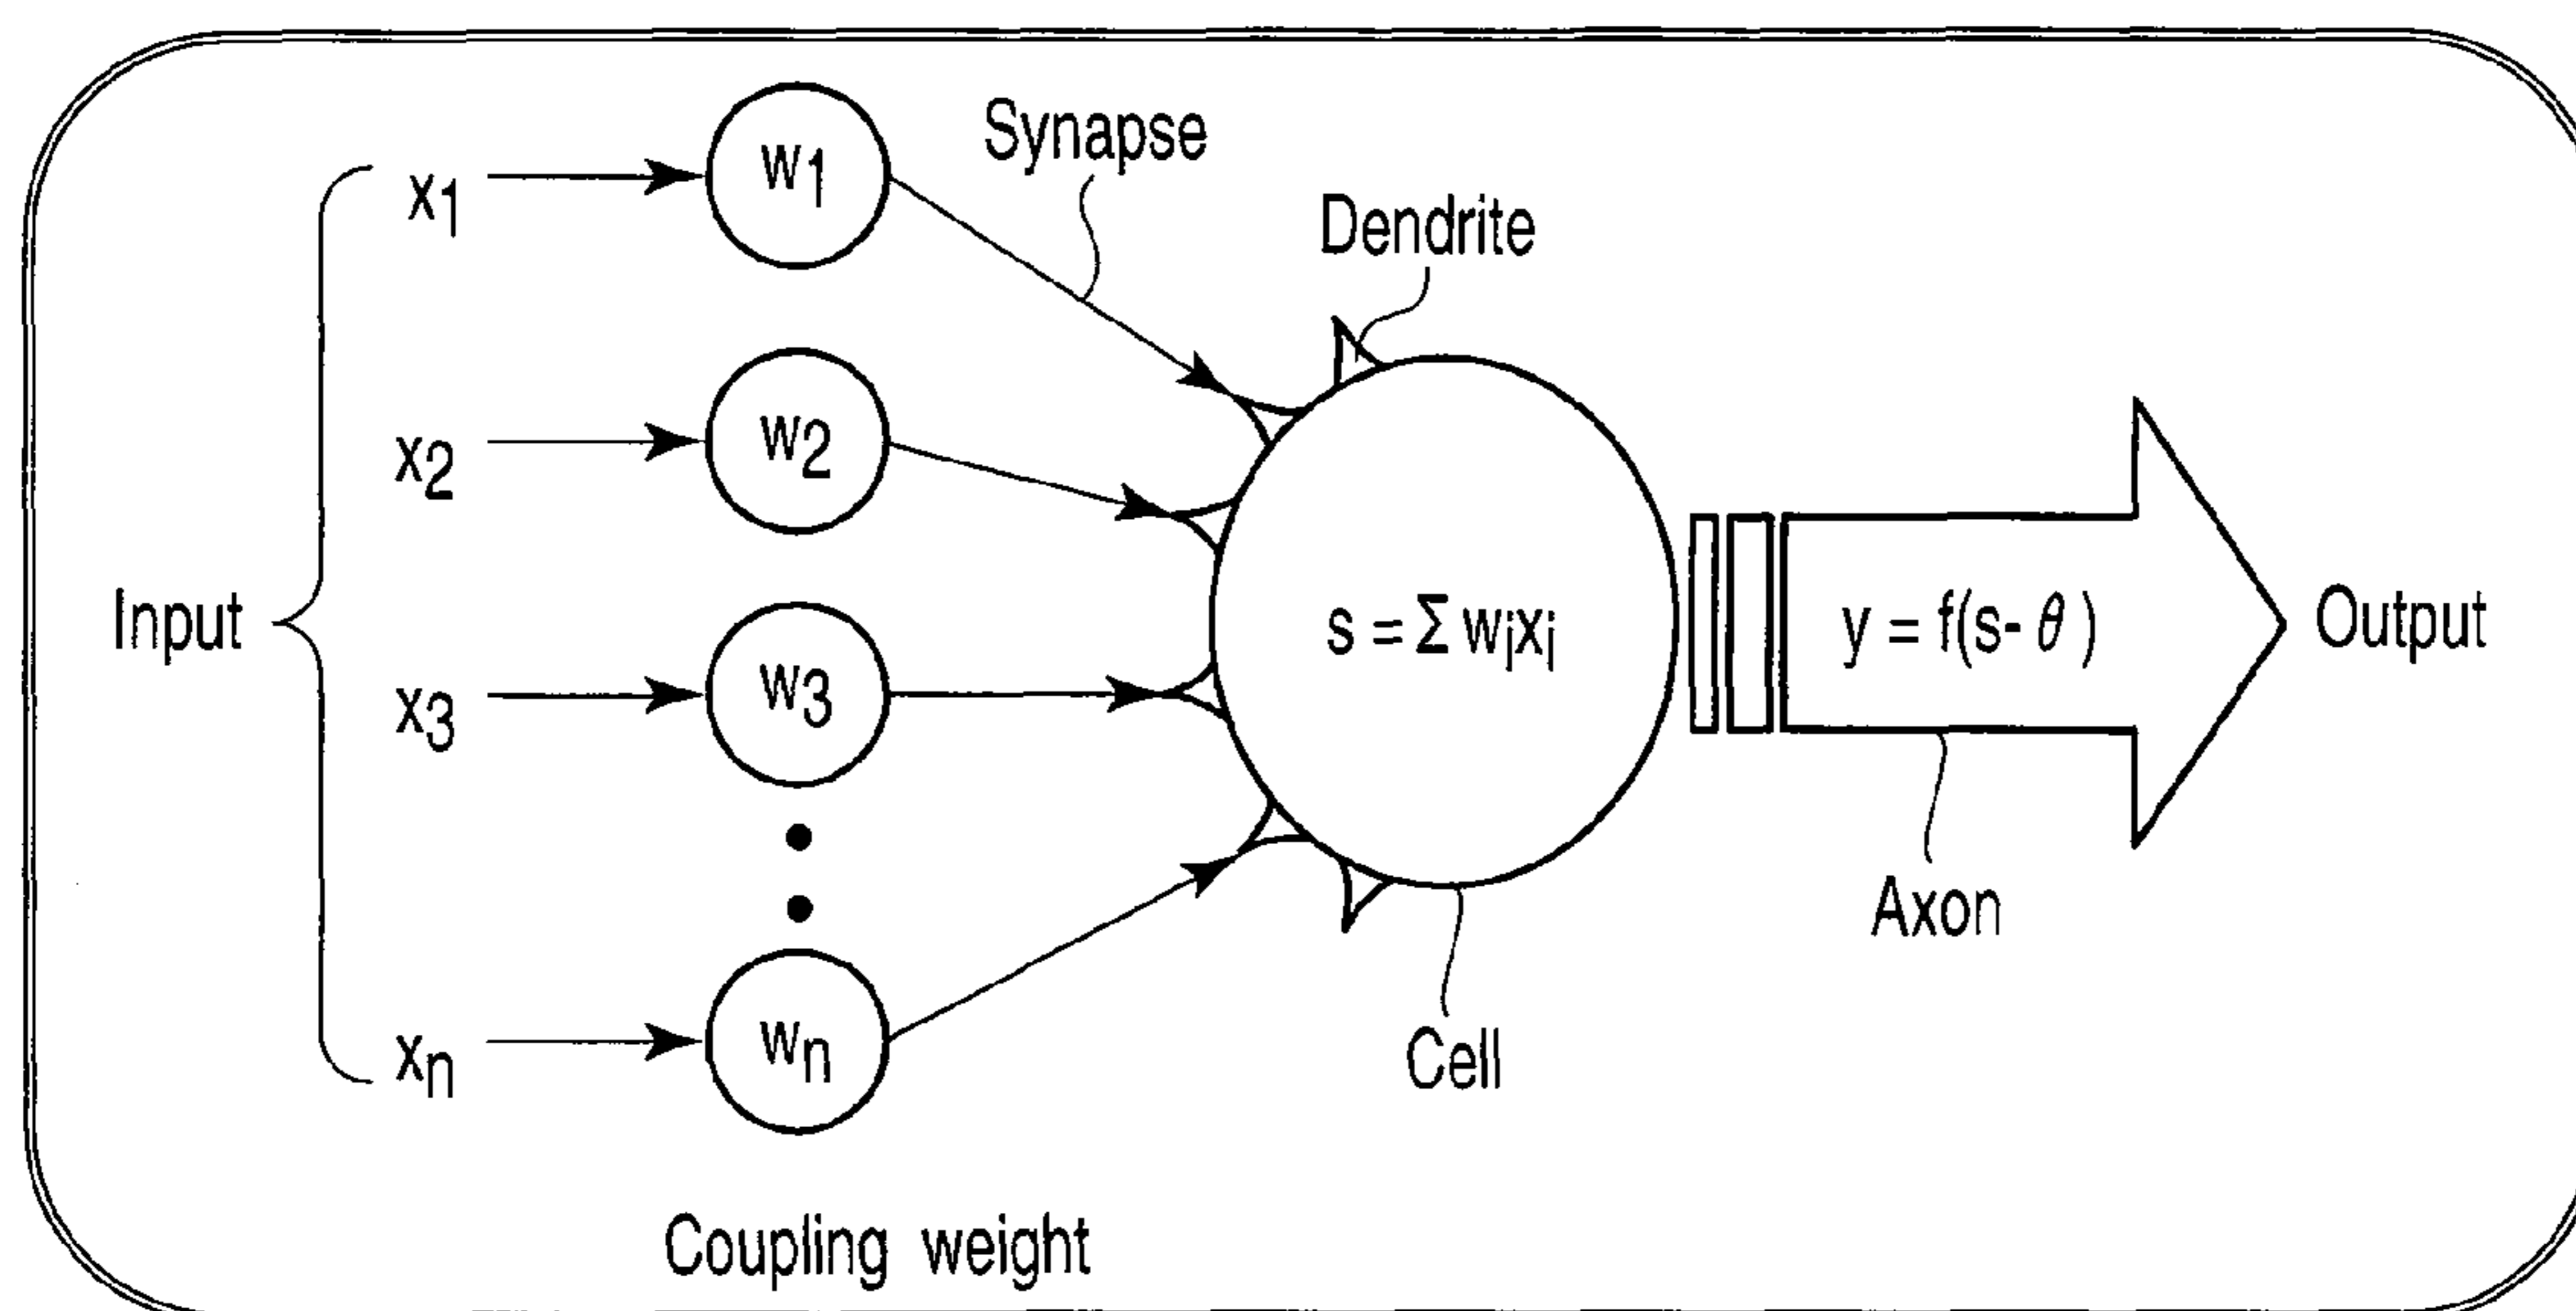 Synapse
Dendrite
Input
x1
w1
x2
w2
x3
w3
xn
wn
s = Σ wjxj
y = f(s- θ )
Output
Axon
Cell
Coupling weight